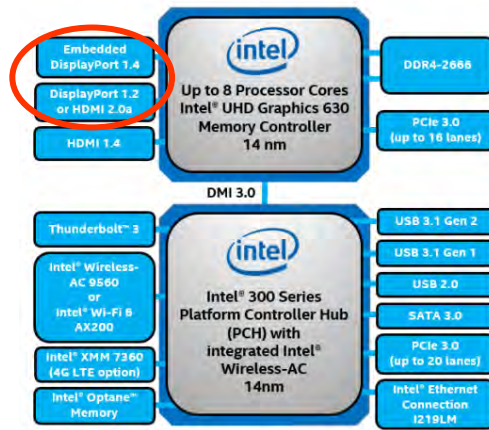 Embedded
DisplayPort 1.4
DisplayPort 1.2
or HDMI 2.0a
HDMI 1.4
intel
Up to 8 Processor Cores
Intel® UHD Graphics 630
Memory Controller
14 nm
DDR4-2666
PCIe 3.0
(up to 16 lanes)
DMI 3.0
Thunderbolt™ 3
Intel® Wireless-
AC 9560
or
Intel® Wi-Fi 6
AX200
Intel® XMM 7360
(4G LTE option)
Intel® Optane™
Memory
intel
Intel® 300 Series
Platform Controller Hub
(PCH) with
integrated Intel®
Wireless-AC
14nm
USB 3.1 Gen 2
USB 3.1 Gen 1
USB 2.0
SATA 3.0
PCIe 3.0
(up to 20 lanes)
Intel® Ethernet
Connection
I219LM